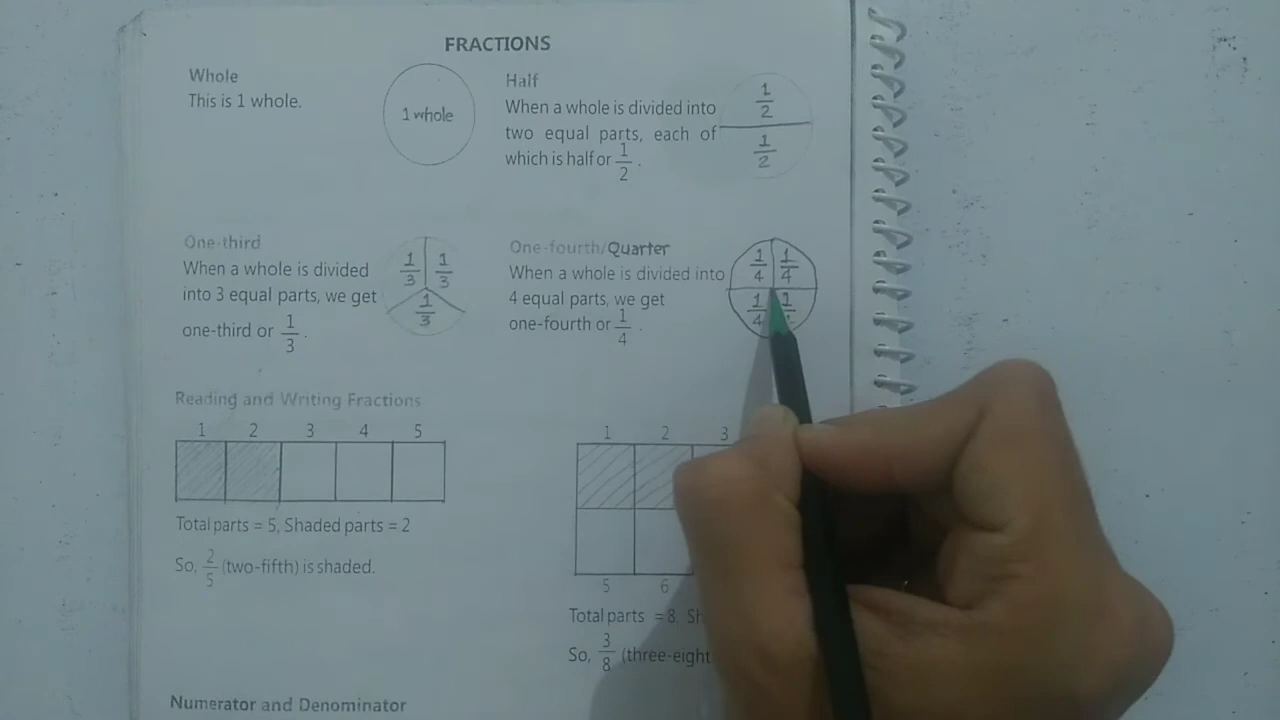 FRACTIONS
Whole
This is 1 whole.
1 whole
Half
When a whole is divided into
two equal parts, each of
which is half or 1/2 .
1/2
1/2
One-third
When a whole is divided
into 3 equal parts, we get
one-third or 1/3 .
1/3 1/3
1/3
One-fourth/Quarter
When a whole is divided into
4 equal parts, we get
one-fourth or 1/4 .
1/4 1/4
1/4
Reading and Writing Fractions
1 2 3 4 5
Total parts = 5, Shaded parts = 2
So, 2/5 (two-fifth) is shaded.
1 2 3
5 6
Total parts = 8.
So, 3/8 (three-eight
Numerator and Denominator